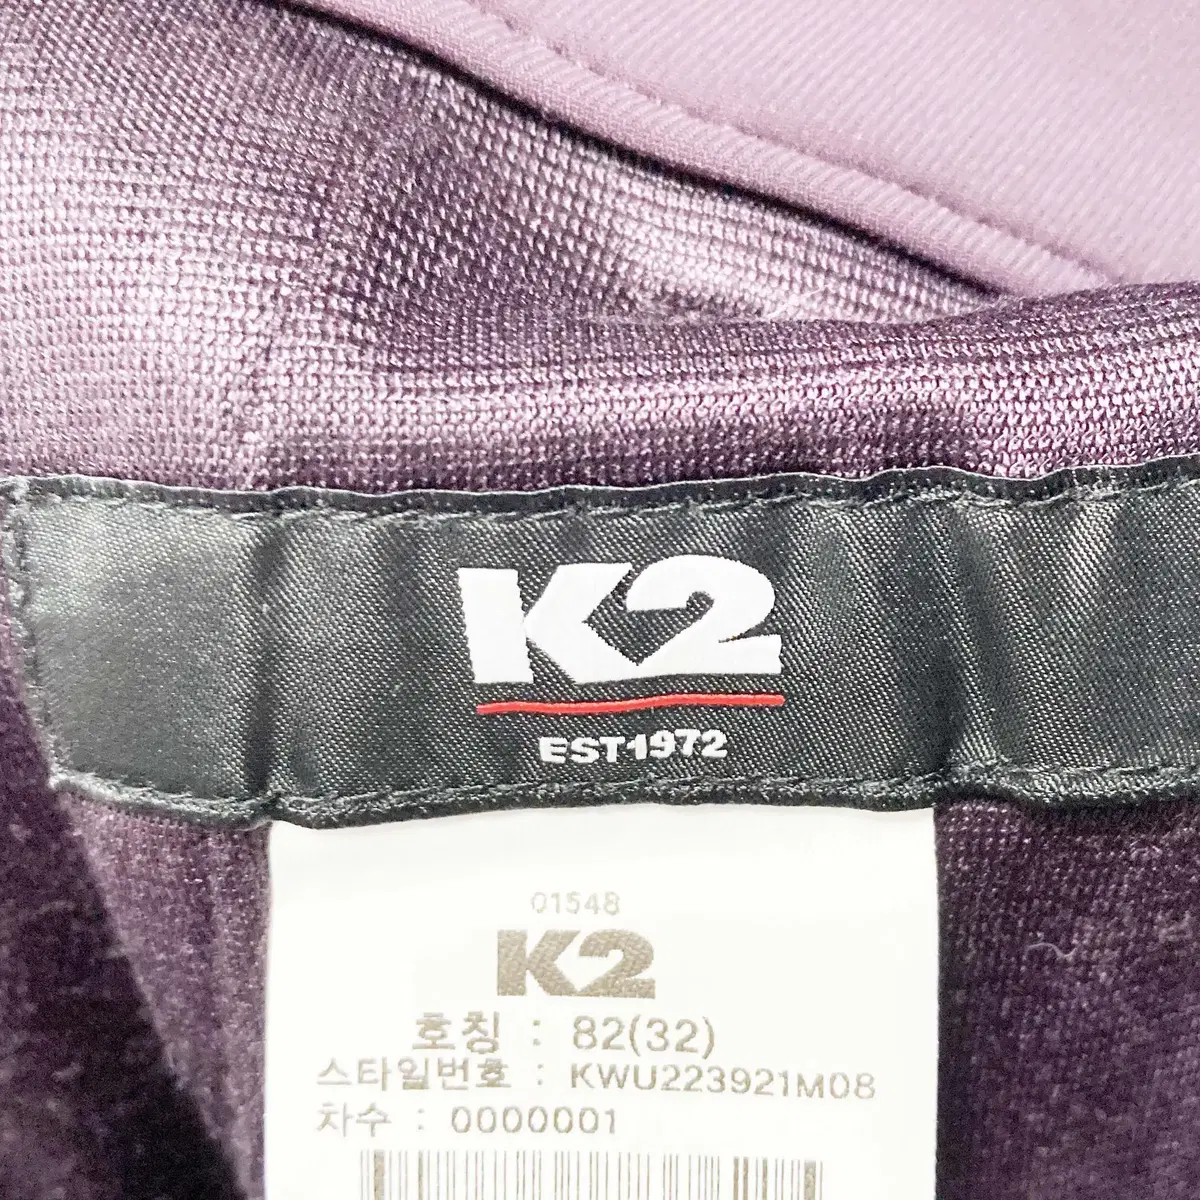 K2
EST1972
01548
K2
호칭 : 82(32)
스타일번호 : KWU223921M08
차수 : 0000001